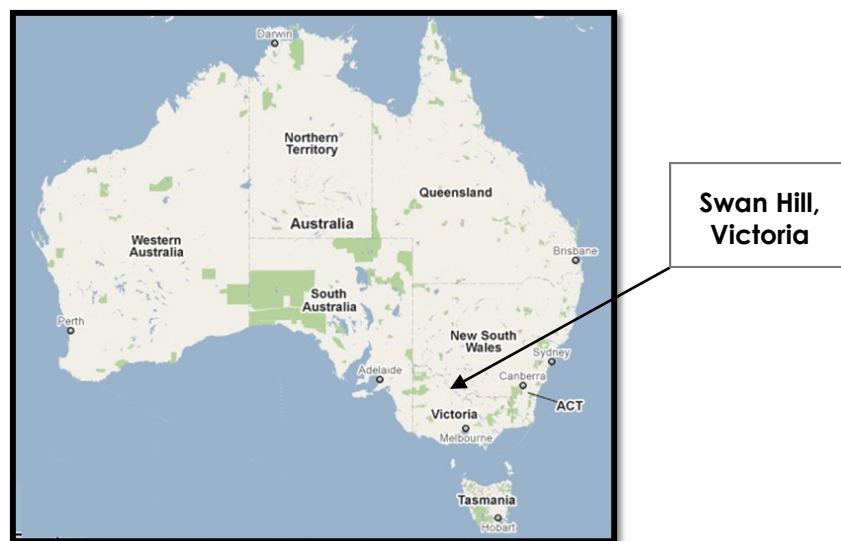 Darwin
Northern
Territory
Queensland
Swan Hill,
Victoria
Australia
Western
Australia
Brisbane
South
Australia
Perth
New South
Wales
Sydney
Adelaide
Canberra
ACT
Victoria
Melbourne
Tasmania
Hobart